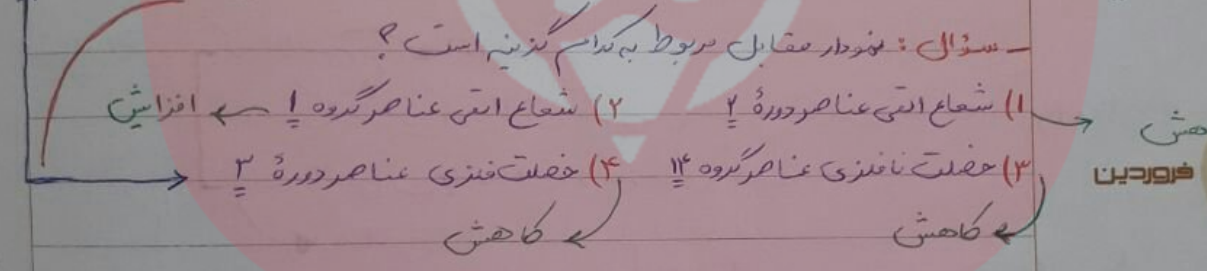 - سؤال : نمودار مقابل مربوط به کدام گزینه است ؟
۱) شعاع اتمی عناصر دورهٔ ۲ ۲) شعاع اتمی عناصر گروه ۱ ← افزایش
هش
۳) خصلت نافلزی عناصر گروه ۱۴ ۴) خصلت فلزی عناصر دورهٔ ۳
فروردین
کاهش کاهش